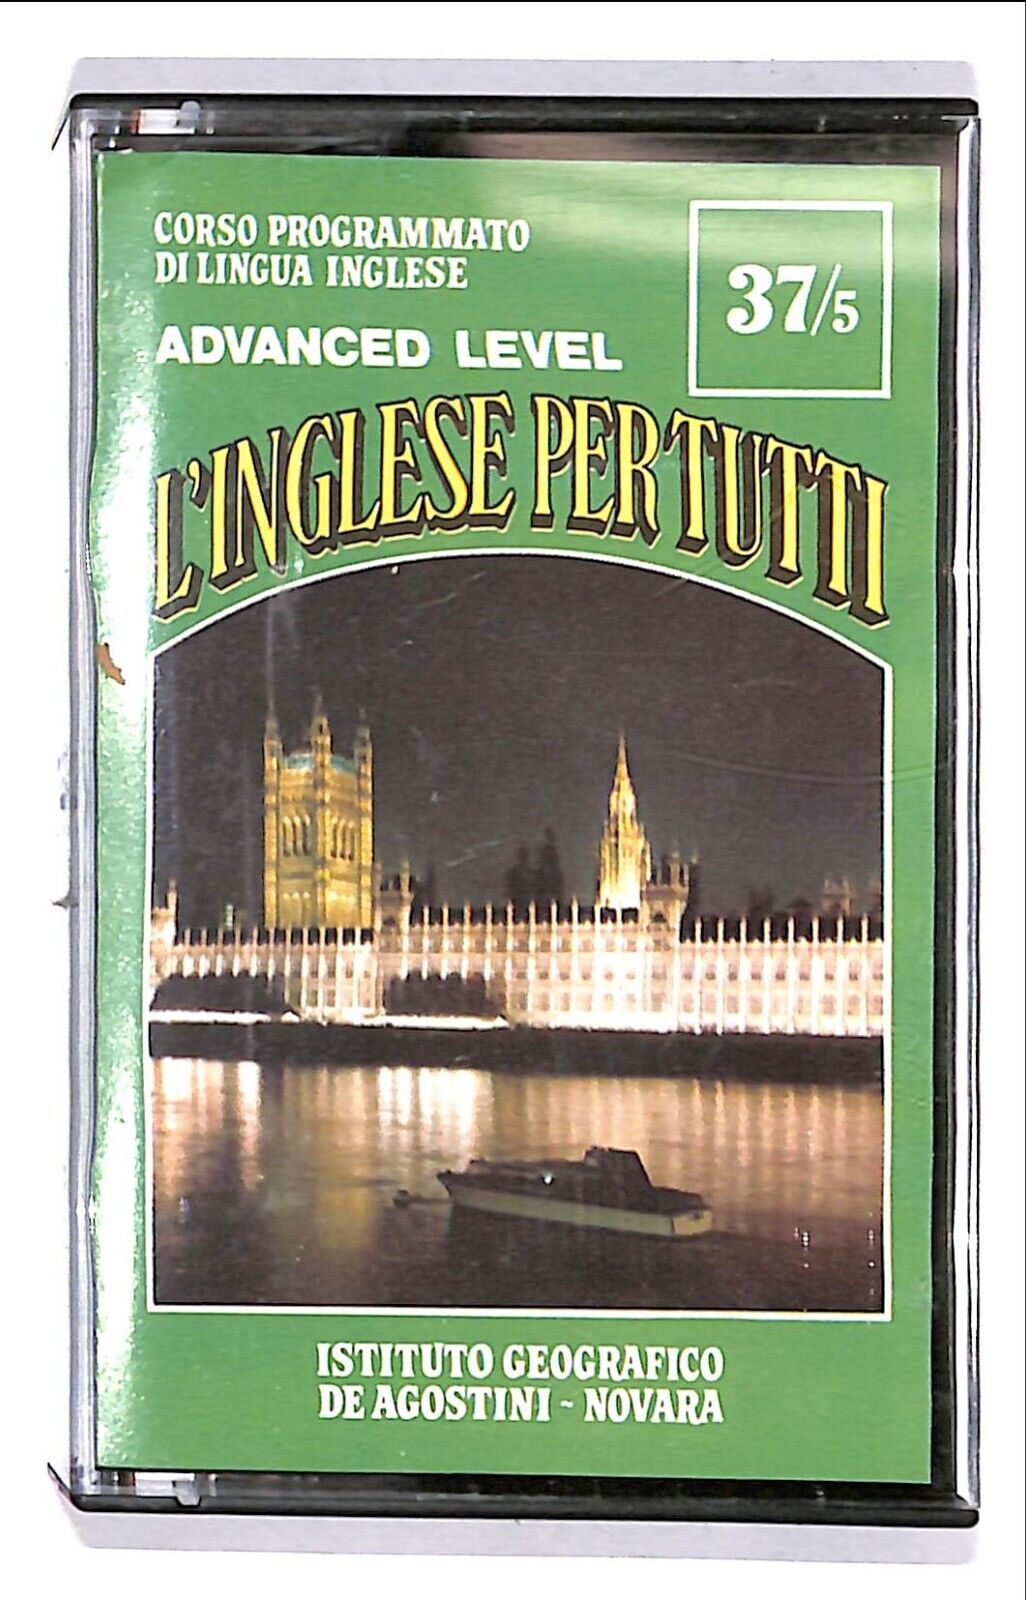 CORSO PROGRAMMATO
DI LINGUA INGLESE
37/5
ADVANCED LEVEL
L'INGLESE PER TUTTI
ISTITUTO GEOGRAFICO
DE AGOSTINI - NOVARA